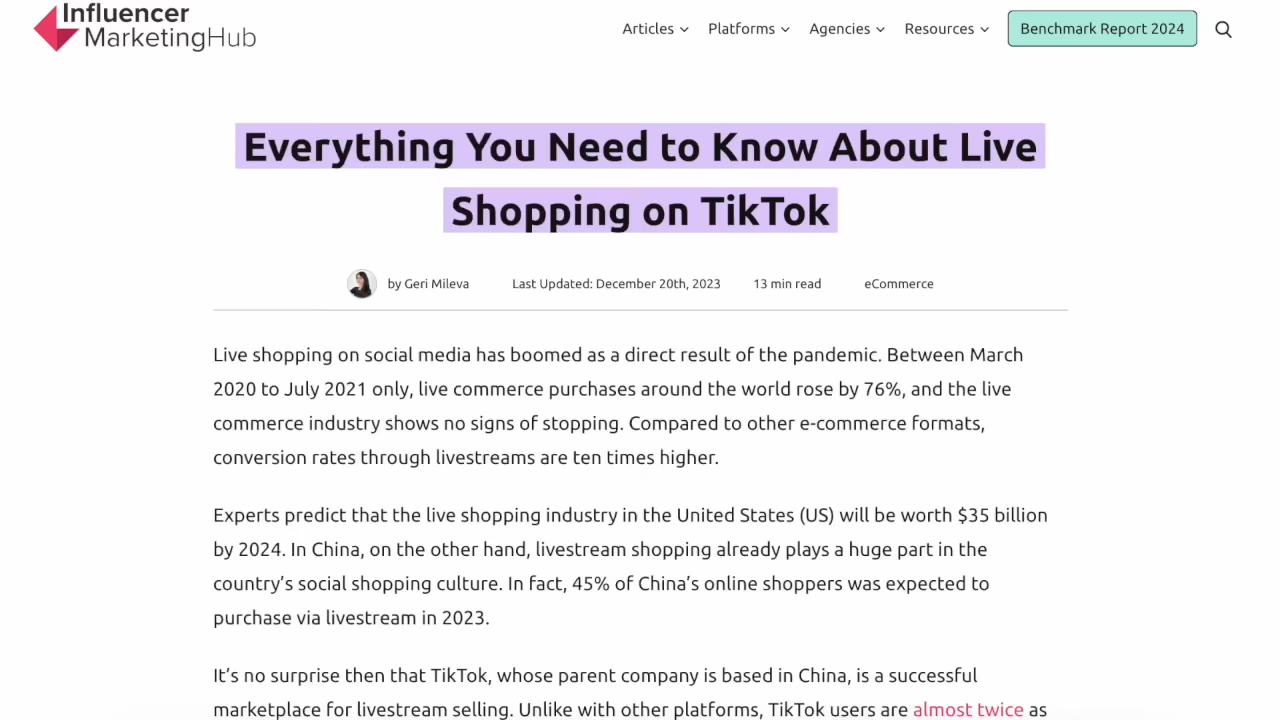 Influencer
MarketingHub
Articles
Platforms
Agencies
Resources
Benchmark Report 2024
Everything You Need to Know About Live
Shopping on TikTok
by Geri Mileva
Last Updated: December 20th, 2023
13 min read
eCommerce
Live shopping on social media has boomed as a direct result of the pandemic. Between March
2020 to July 2021 only, live commerce purchases around the world rose by 76%, and the live
commerce industry shows no signs of stopping. Compared to other e-commerce formats,
conversion rates through livestreams are ten times higher.
Experts predict that the live shopping industry in the United States (US) will be worth $35 billion
by 2024. In China, on the other hand, livestream shopping already plays a huge part in the
country’s social shopping culture. In fact, 45% of China’s online shoppers was expected to
purchase via livestream in 2023.
It’s no surprise then that TikTok, whose parent company is based in China, is a successful
marketplace for livestream selling. Unlike with other platforms, TikTok users are almost twice as